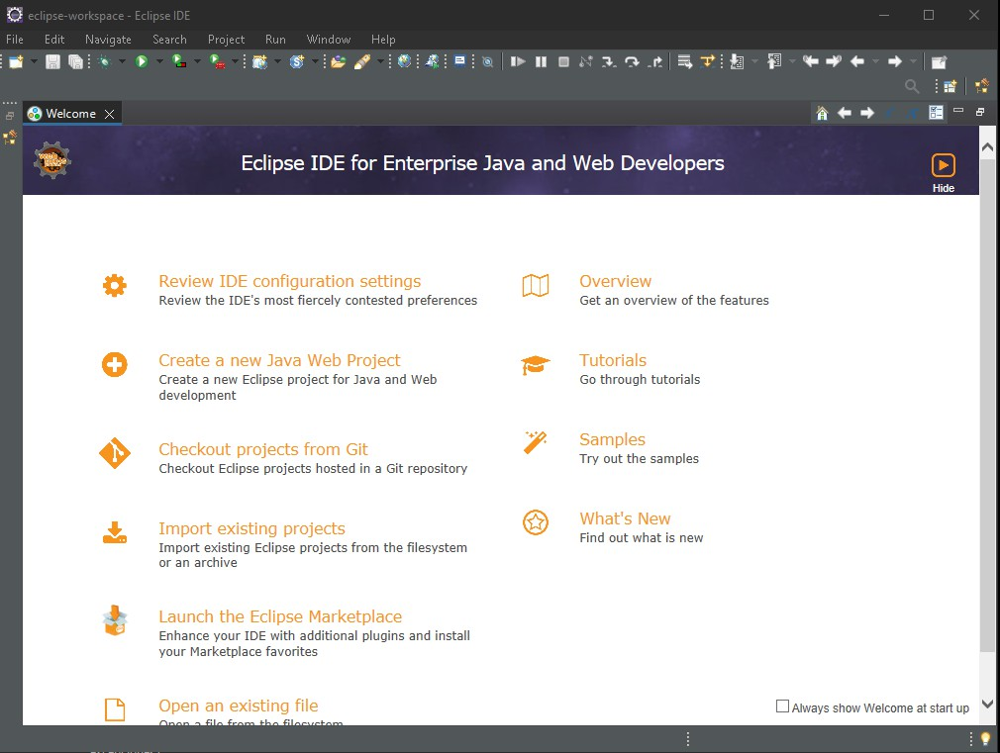 eclipse-workspace - Eclipse IDE
File Edit Navigate Search Project Run Window Help
Welcome
Eclipse IDE for Enterprise Java and Web Developers
Hide
Review IDE configuration settings
Review the IDE's most fiercely contested preferences
Create a new Java Web Project
Create a new Eclipse project for Java and Web
development
Checkout projects from Git
Checkout Eclipse projects hosted in a Git repository
Import existing projects
Import existing Eclipse projects from the filesystem
or an archive
Launch the Eclipse Marketplace
Enhance your IDE with additional plugins and install
your Marketplace favorites
Open an existing file
Open a file from the filesystem
Overview
Get an overview of the features
Tutorials
Go through tutorials
Samples
Try out the samples
What's New
Find out what is new
Always show Welcome at start up